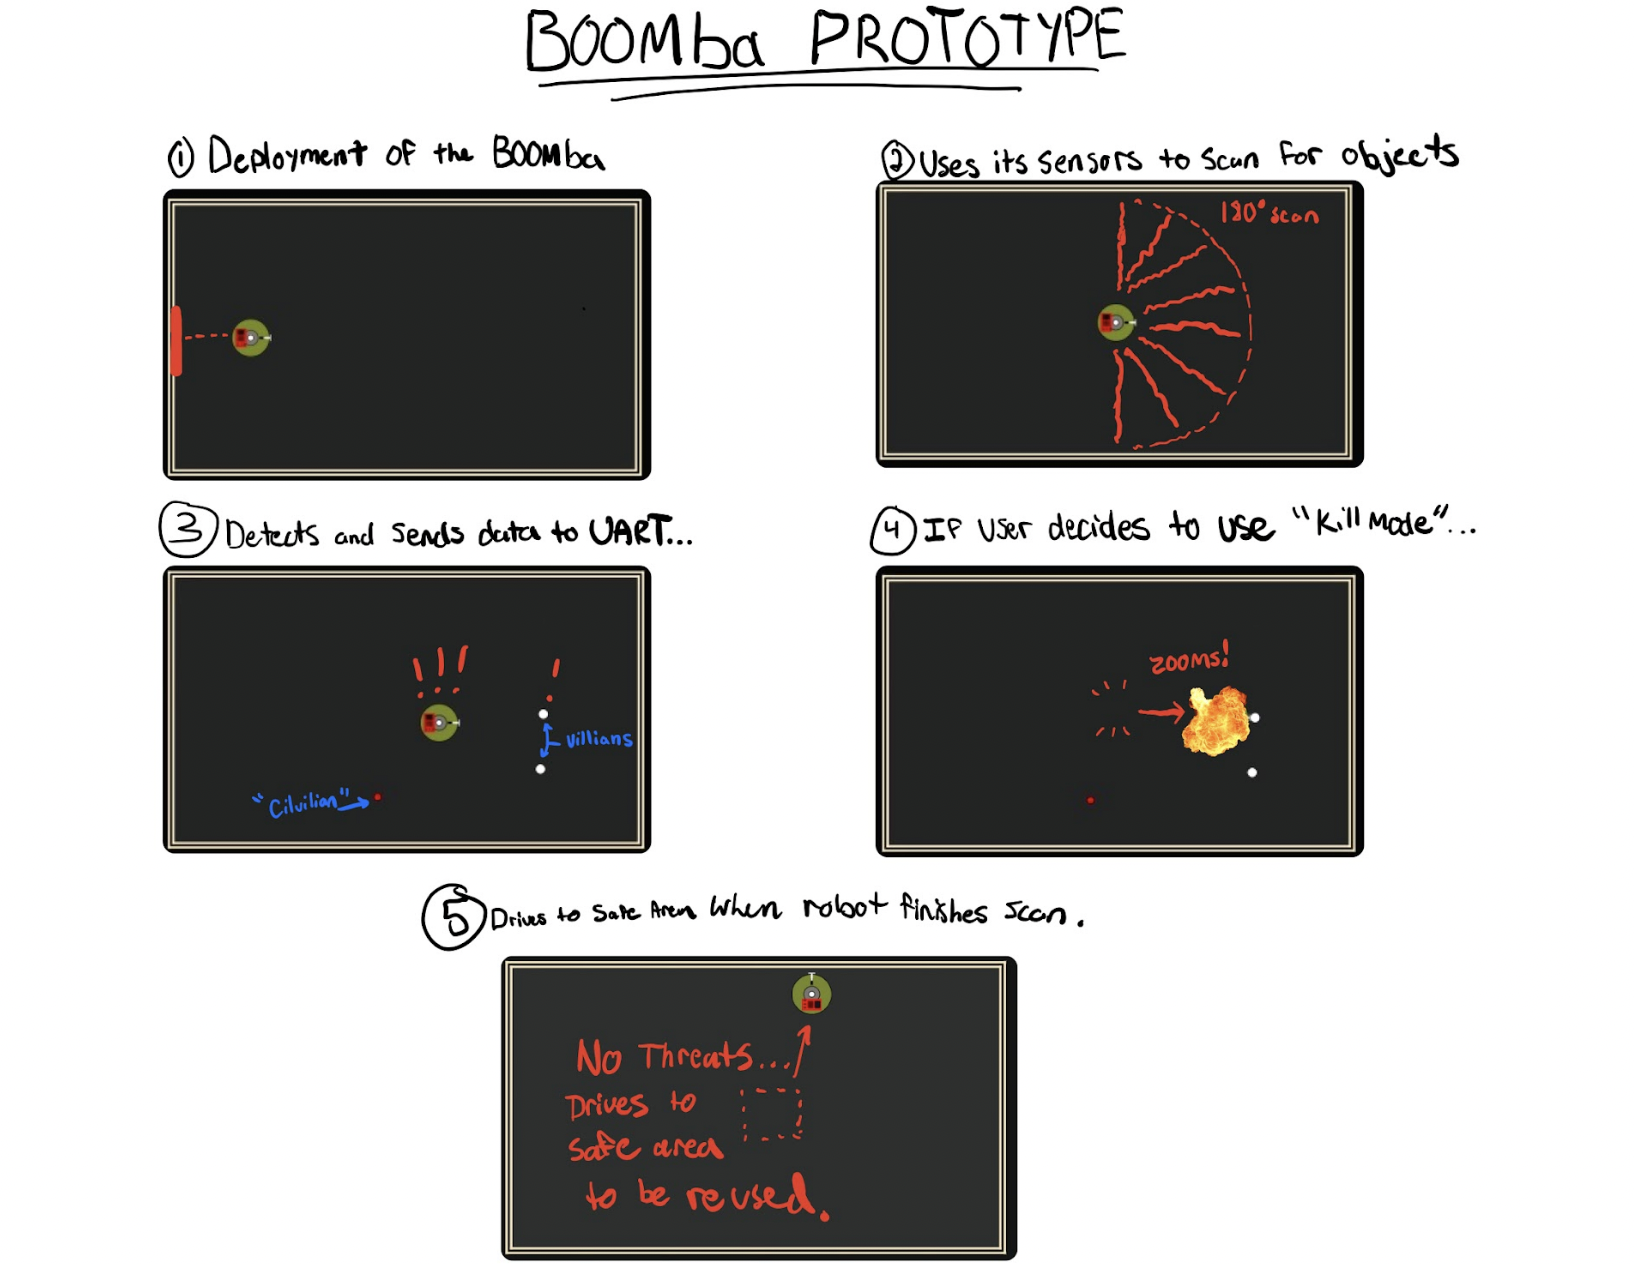 BOOMba PROTOTYPE
① Deployment of the BOOMba
② Uses its sensors to scan for objects
180° scan
③ Detects and sends data to UART...
! ! !
!
villians
"Cilvilian"
④ If user decides to use "Kill Mode"...
ZOOMS!
⑤ Drives to Safe Area when robot finishes scan.
No Threats...
Drives to
safe area
to be reused.